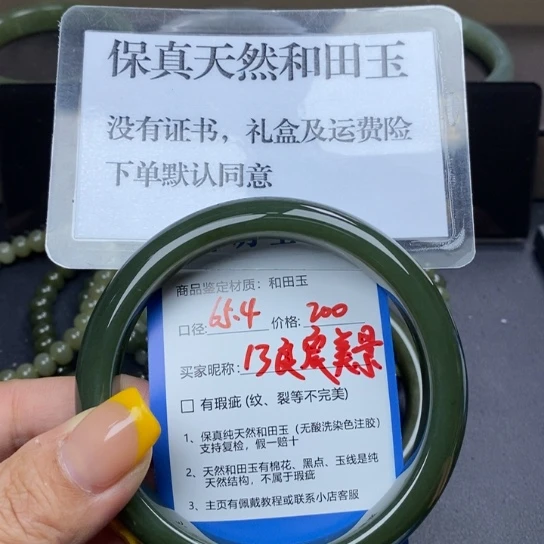 保真天然和田玉
没有证书，礼盒及运费险
下单默认同意
商品鉴定材质：和田玉
口径: 65.4 价格: 200
买家昵称:
□ 有瑕疵 (纹、裂等不完美)
1、保真纯天然和田玉（无酸洗染色注胶）
支持复检，假一赔十
2、天然和田玉有棉花、黑点、玉线是纯
天然结构，不属于瑕疵
3、主页有佩戴教程或联系小店客服